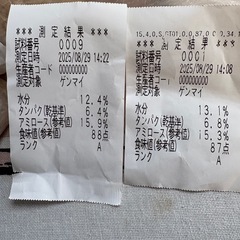 *** 測 定 結 果 ***
試料番号 0009
測定日時 2025/08/29 14:22
生産者コード 00000000
測定対象 ゲンマイ
水分 12.4%
タンパク(乾基準) 6.4%
アミロース(参考値) 15.9%
食味値(参考値) 88点
ランク A
*** 測 定 結 果 ***
試料番号
測定日時 2025/08/29 14:08
生産者コード 00000000
測定対象 ゲンマイ
水分 13.1%
タンパク(乾基準) 6.8%
アミロース(参考値) 15.3%
食味値(参考値) 87点
ランク A